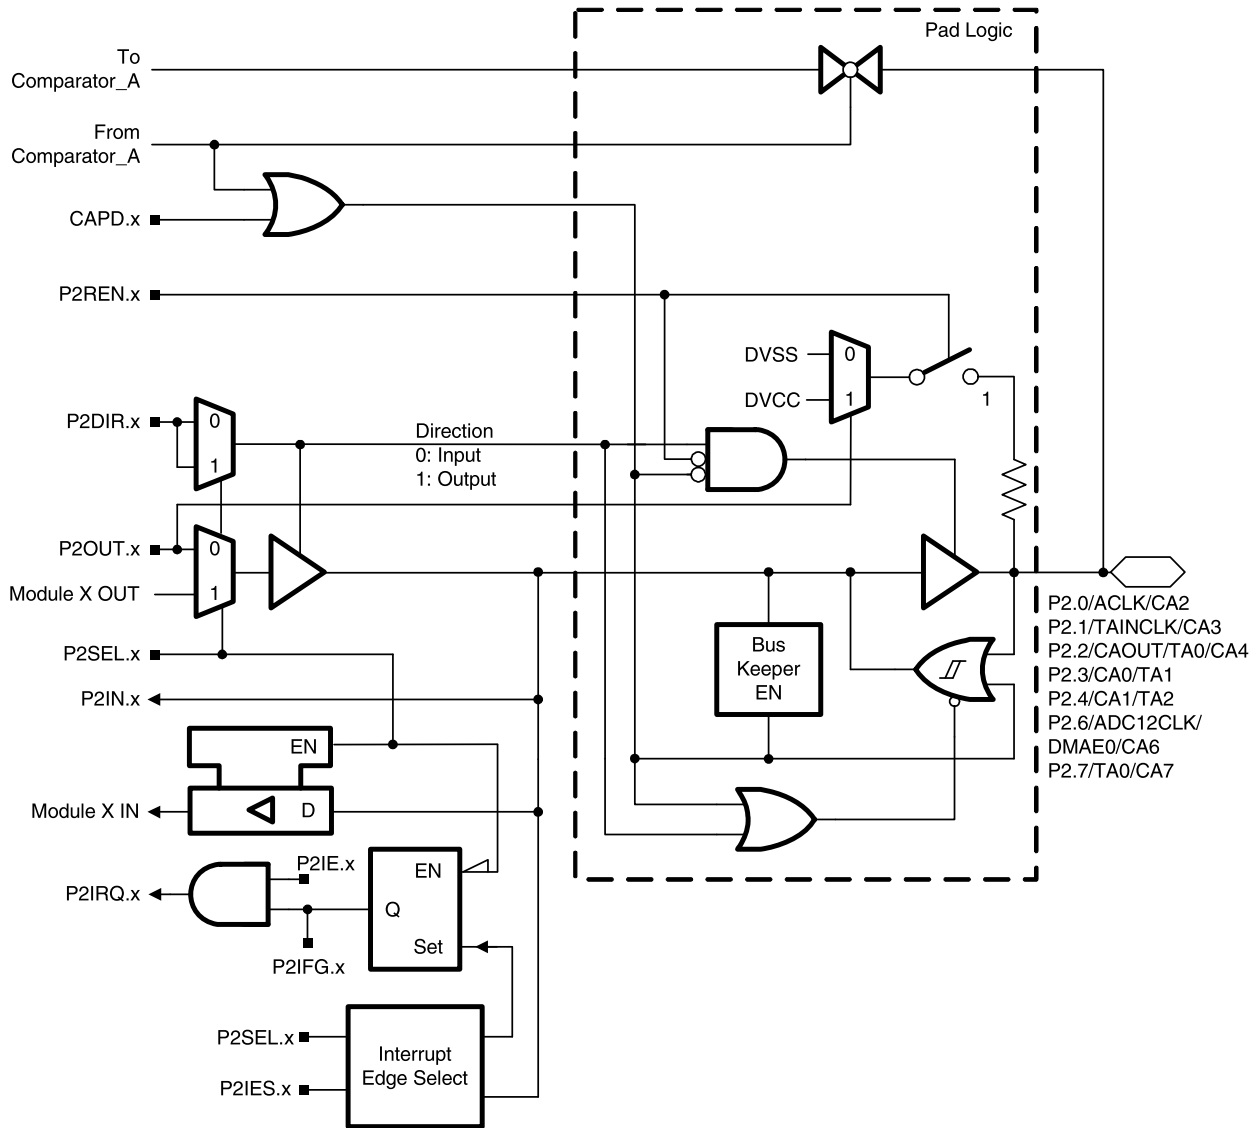 Pad Logic
To
Comparator_A
From
Comparator_A
CAPD.x
P2REN.x
DVSS
0
DVCC
1
1
P2DIR.x
0
1
Direction
0: Input
1: Output
P2OUT.x
0
Module X OUT
1
P2SEL.x
P2IN.x
Bus
Keeper
EN
P2.0/ACLK/CA2
P2.1/TAINCLK/CA3
P2.2/CAOUT/TA0/CA4
P2.3/CA0/TA1
P2.4/CA1/TA2
P2.6/ADC12CLK/
DMAE0/CA6
P2.7/TA0/CA7
EN
Module X IN
D
P2IE.x
EN
P2IRQ.x
Q
Set
P2IFG.x
P2SEL.x
Interrupt
Edge Select
P2IES.x